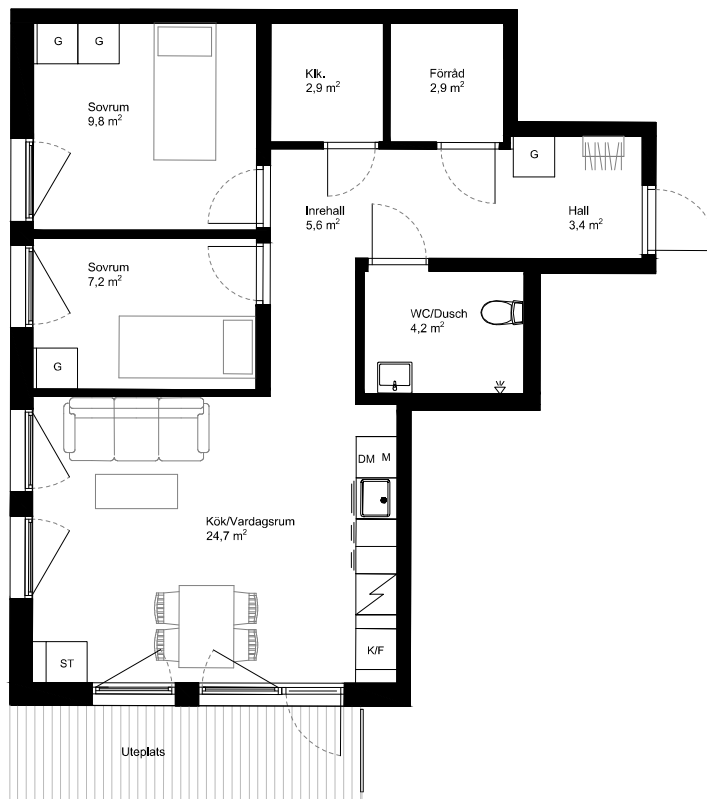 G
G
Klk.
2,9 m²
Förråd
2,9 m²
Sovrum
9,8 m²
G
Inrehall
5,6 m²
Hall
3,4 m²
Sovrum
7,2 m²
WC/Dusch
4,2 m²
G
DM M
Kök/Vardagsrum
24,7 m²
K/F
ST
Uteplats